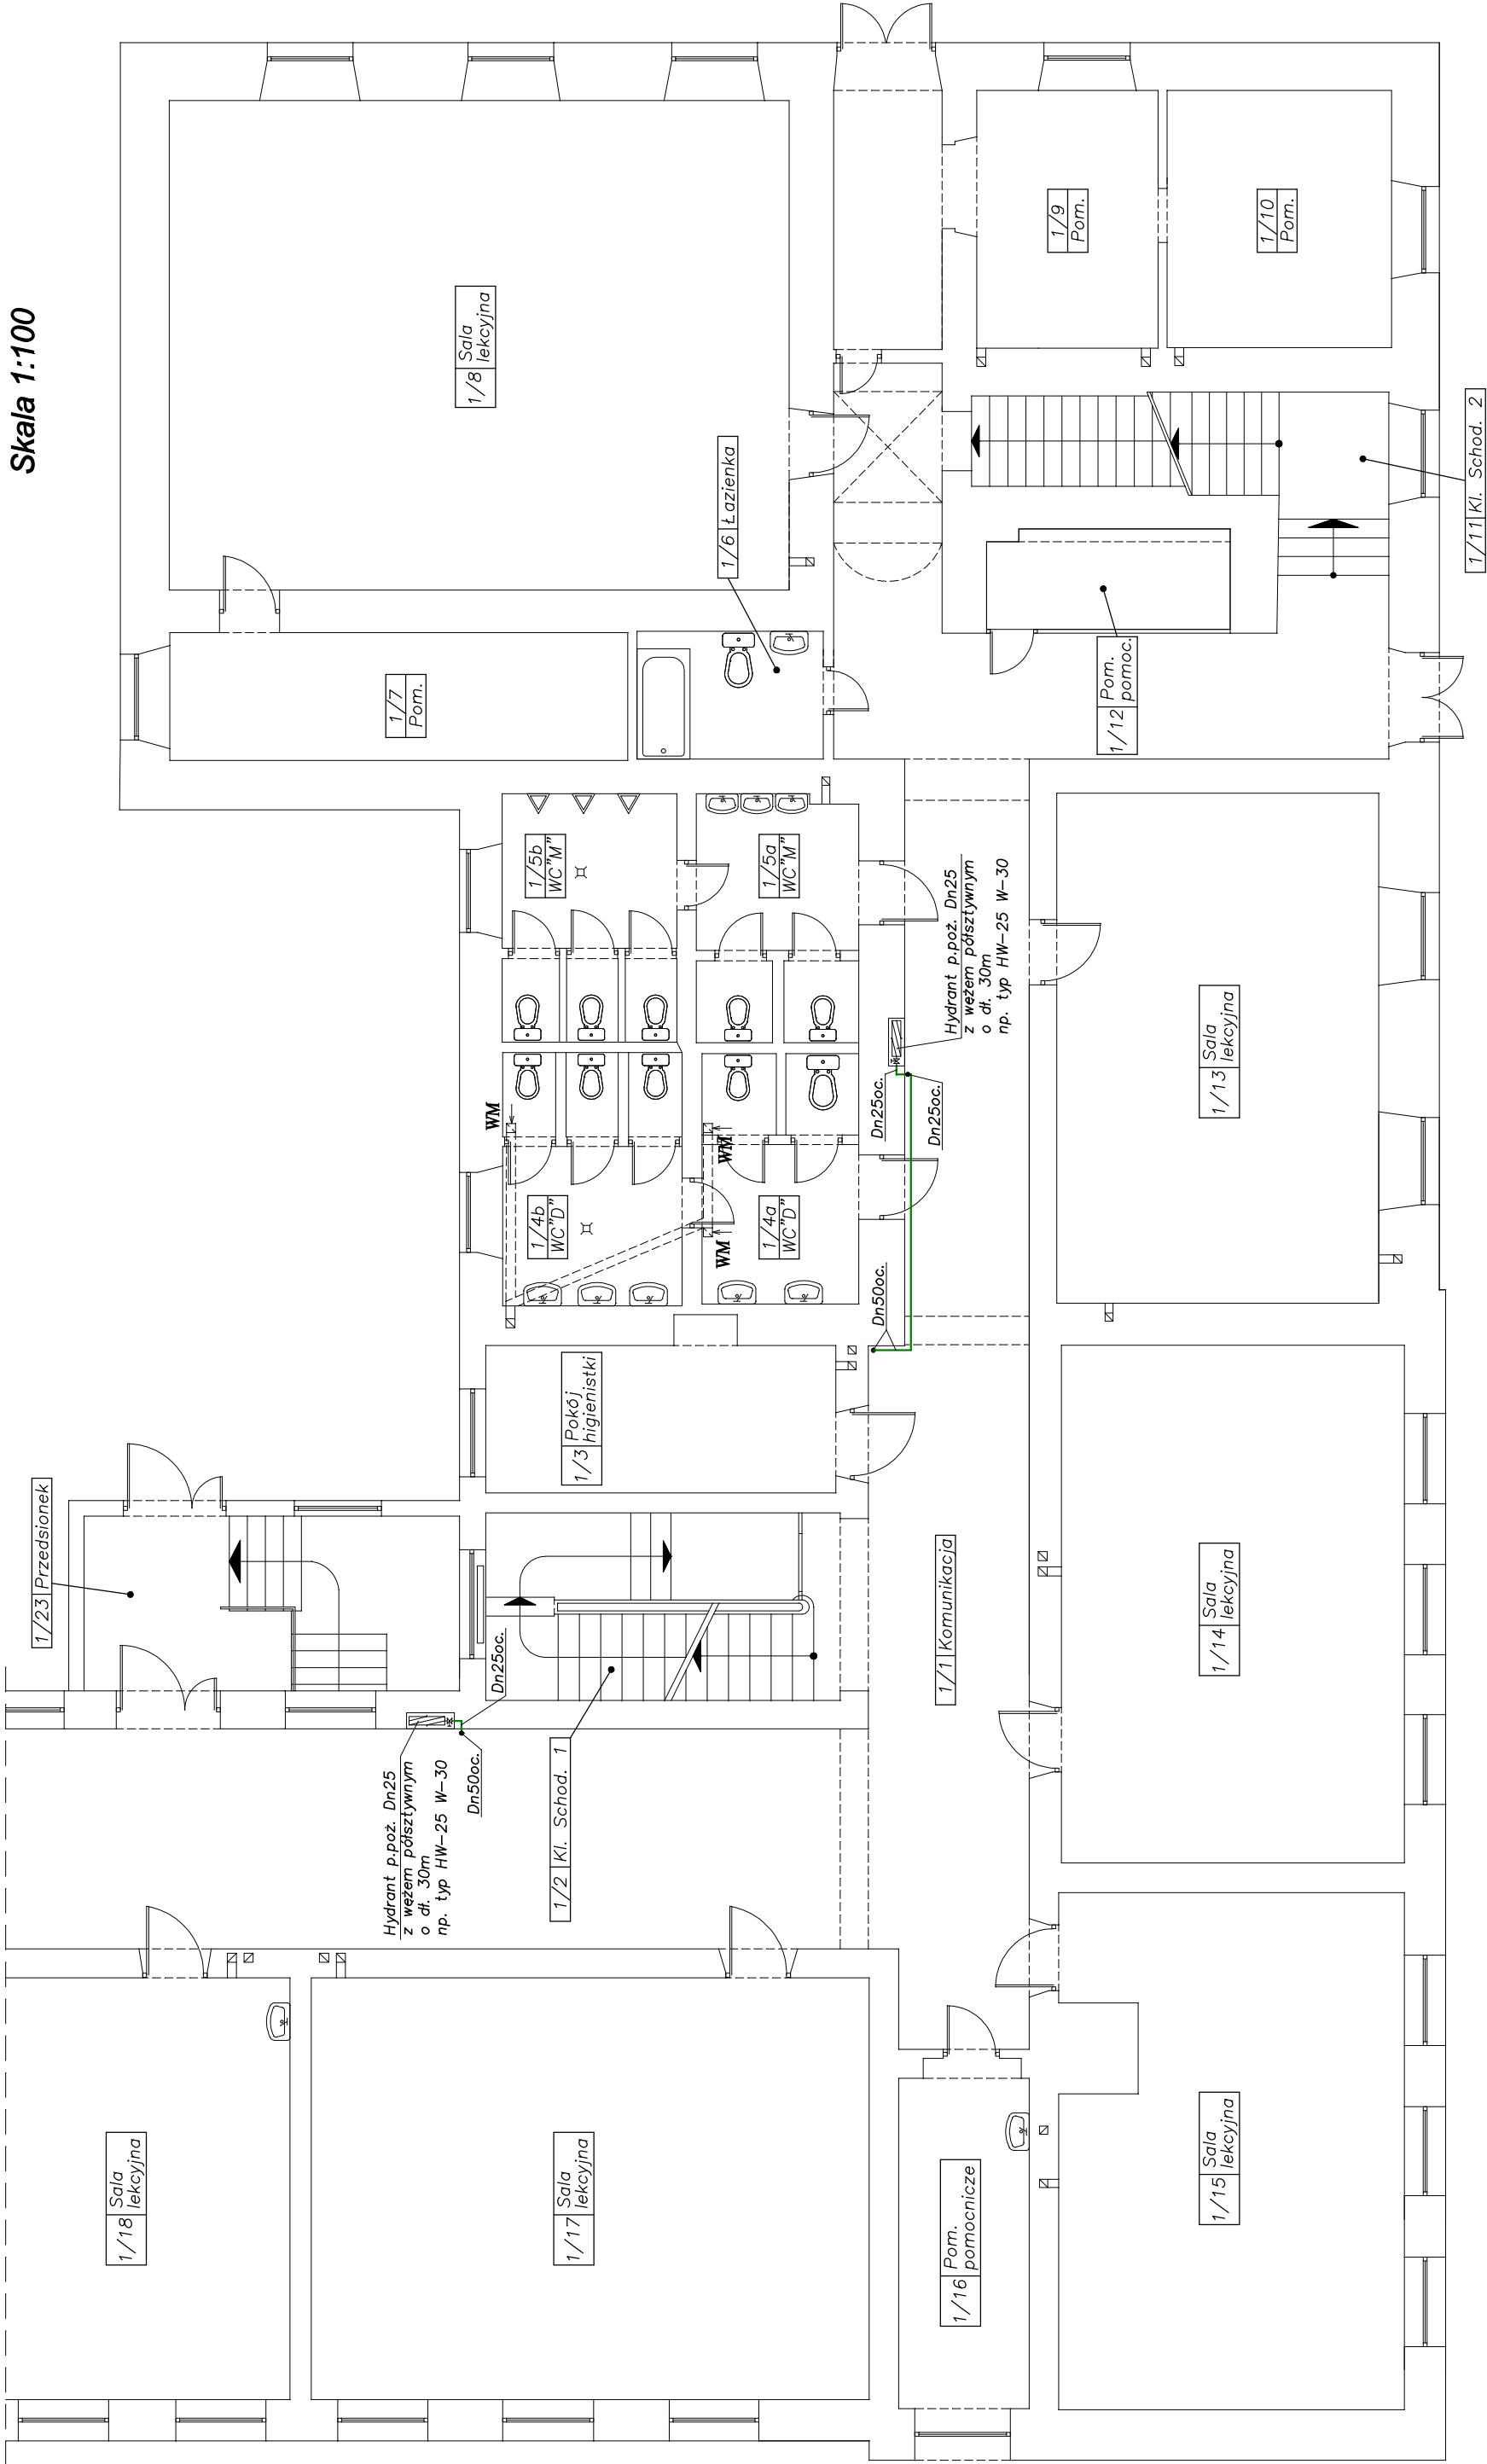 Skala 1:100
1/23 Przedsionek
1/18 Sala
lekcyjna
1/17 Sala
lekcyjna
1/16 Pom.
pomocnicze
1/15 Sala
lekcyjna
1/14 Sala
lekcyjna
1/13 Sala
lekcyjna
1/1 Komunikacja
1/2 Kl. Schod. 1
Hydrant p.poż. Dn25
z wężem półsztywnym
o dł. 30m
np. typ HW-25 W-30
Dn25oc.
Dn50oc.
1/3 Pokój
higienistki
1/4b
WC"D"
1/4a
WC"D"
WM
WM
WM
1/5b
WC"M"
1/5a
WC"M"
Dn50oc.
Dn25oc.
Dn25oc.
Hydrant p.poż. Dn25
z wężem półsztywnym
o dł. 30m
np. typ HW-25 W-30
1/7
Pom.
1/6 Łazienka
1/8 Sala
lekcyjna
1/9
Pom.
1/10
Pom.
1/12 Pom.
pomoc.
1/11 Kl. Schod. 2